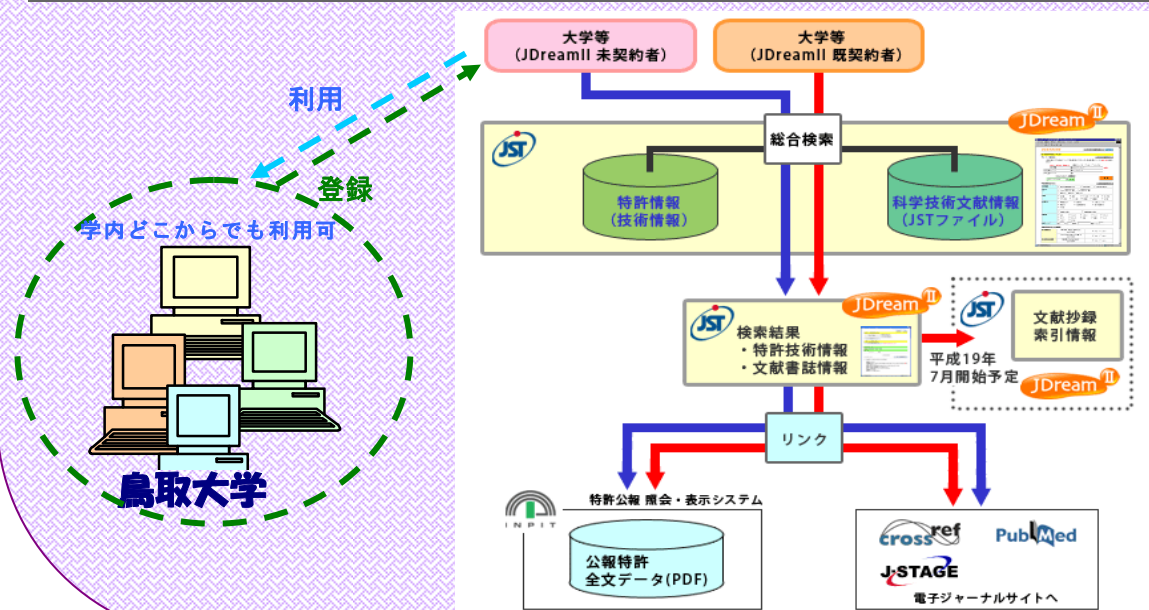 大学等
(JDreamII 未契約者)
大学等
(JDreamII 既契約者)
利用
登録
学内どこからでも利用可
鳥取大学
総合検索
JST
JDream II
特許情報
(技術情報)
科学技術文献情報
(JSTファイル)
JST
JDream II
検索結果
・特許技術情報
・文献書誌情報
平成19年
7月開始予定
JST
文献抄録
索引情報
JDream II
リンク
INPIT
特許公報 照会・表示システム
公報特許
全文データ(PDF)
cross ref
PubMed
J-STAGE
電子ジャーナルサイトへ